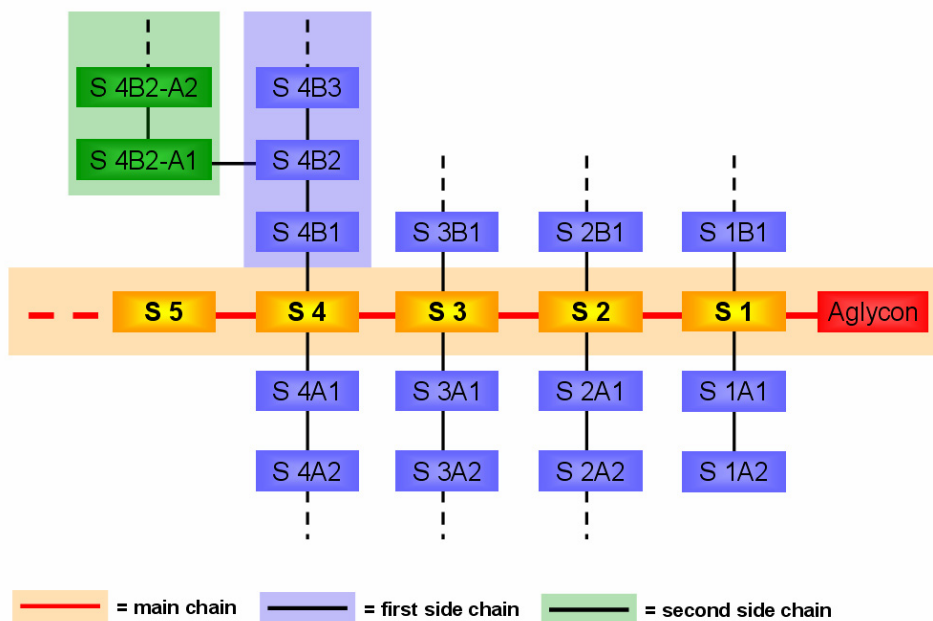 S 4B2-A2 S 4B3
S 4B2-A1 S 4B2
S 4B1 S 3B1 S 2B1 S 1B1
S 5 S 4 S 3 S 2 S 1 Aglycon
S 4A1 S 3A1 S 2A1 S 1A1
S 4A2 S 3A2 S 2A2 S 1A2
= main chain = first side chain = second side chain